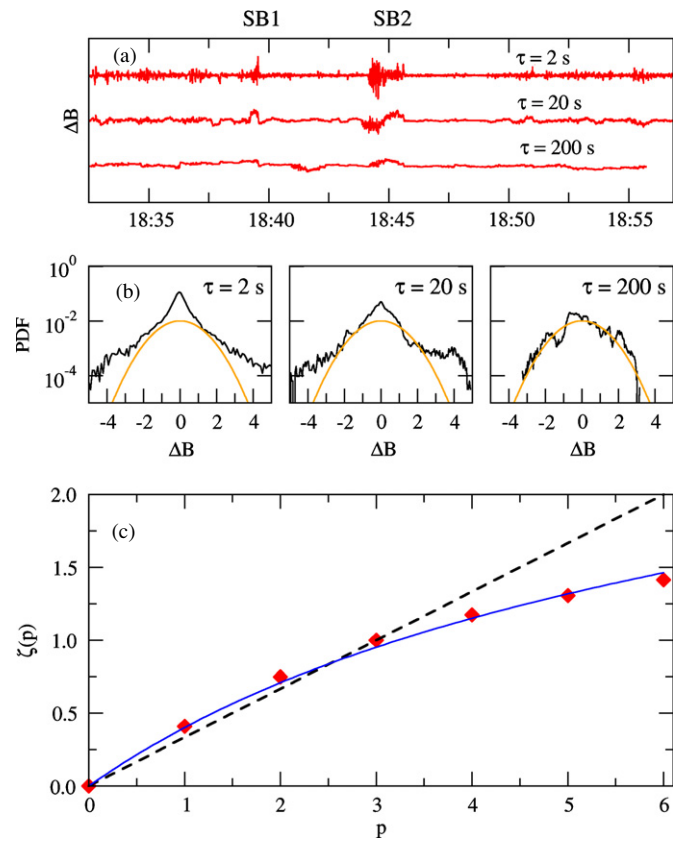 SB1 SB2
(a)
τ = 2 s
τ = 20 s
τ = 200 s
ΔB
18:35 18:40 18:45 18:50 18:55
(b)
PDF
10^0
10^-2
10^-4
τ = 2 s τ = 20 s τ = 200 s
-4 -2 0 2 4 -4 -2 0 2 4 -4 -2 0 2 4
ΔB ΔB ΔB
(c)
ζ(p)
2.0
1.5
1.0
0.5
0.0
0 1 2 3 4 5 6
p